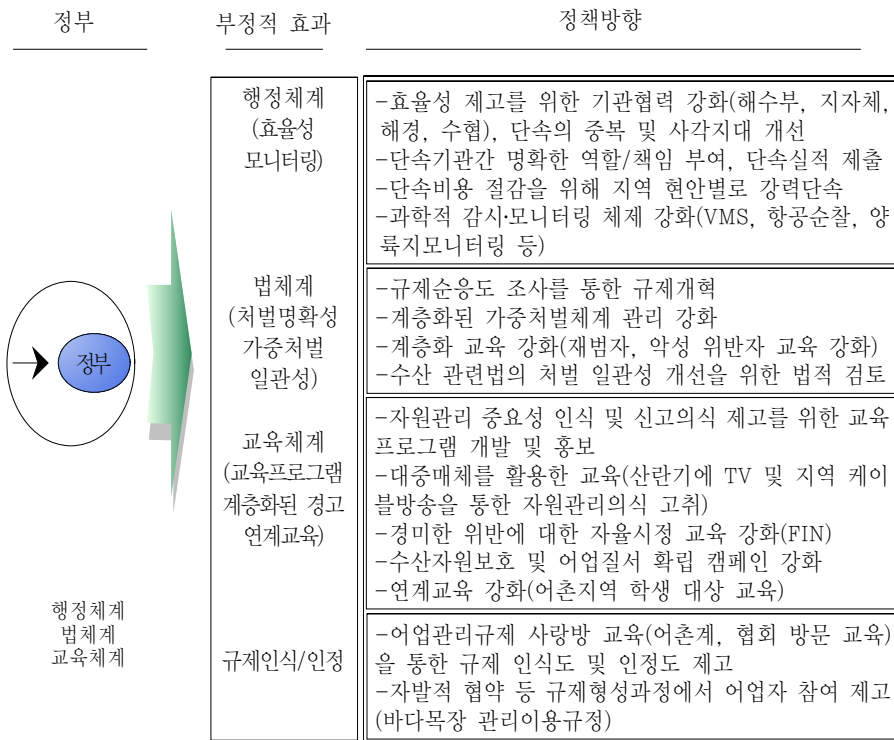 정부
부정적 효과
정책방향
정부
행정체계
법체계
교육체계
행정체계
(효율성
모니터링)
-효율성 제고를 위한 기관협력 강화(해수부, 지자체,
해경, 수협), 단속의 중복 및 사각지대 개선
-단속기관간 명확한 역할/책임 부여, 단속실적 제출
-단속비용 절감을 위해 지역 현안별로 강력단속
-과학적 감시·모니터링 체제 강화(VMS, 항공순찰, 양
륙지모니터링 등)
법체계
(처벌명확성
가중처벌
일관성)
-규제순응도 조사를 통한 규제개혁
-계층화된 가중처벌체계 관리 강화
-계층화 교육 강화(재범자, 악성 위반자 교육 강화)
-수산 관련법의 처벌 일관성 개선을 위한 법적 검토
교육체계
(교육프로그램
계층화된 경고
연계교육)
-자원관리 중요성 인식 및 신고의식 제고를 위한 교육
프로그램 개발 및 홍보
-대중매체를 활용한 교육(산란기에 TV 및 지역 케이
블방송을 통한 자원관리의식 고취)
-경미한 위반에 대한 자율시정 교육 강화(FIN)
-수산자원보호 및 어업질서 확립 캠페인 강화
-연계교육 강화(어촌지역 학생 대상 교육)
규제인식/인정
-어업관리규제 사랑방 교육(어촌계, 협회 방문 교육)
을 통한 규제 인식도 및 인정도 제고
-자발적 협약 등 규제형성과정에서 어업자 참여 제고
(바다목장 관리이용규정)